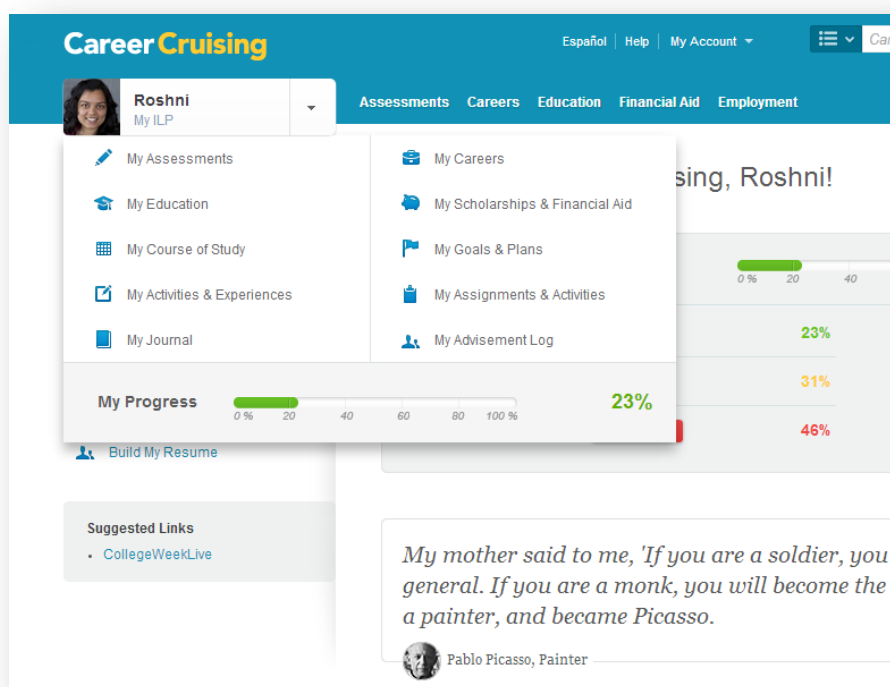 CareerCruising
Español Help My Account
Roshni
My ILP
Assessments Careers Education Financial Aid Employment
My Assessments My Careers
sing, Roshni!
My Education My Scholarships & Financial Aid
My Course of Study My Goals & Plans
0 % 20 40
My Activities & Experiences My Assignments & Activities
23%
My Journal My Advisement Log
31%
My Progress 23%
0 % 20 40 60 80 100 %
46%
Build My Resume
Suggested Links
• CollegeWeekLive
My mother said to me, 'If you are a soldier, you
general. If you are a monk, you will become the
a painter, and became Picasso.
Pablo Picasso, Painter